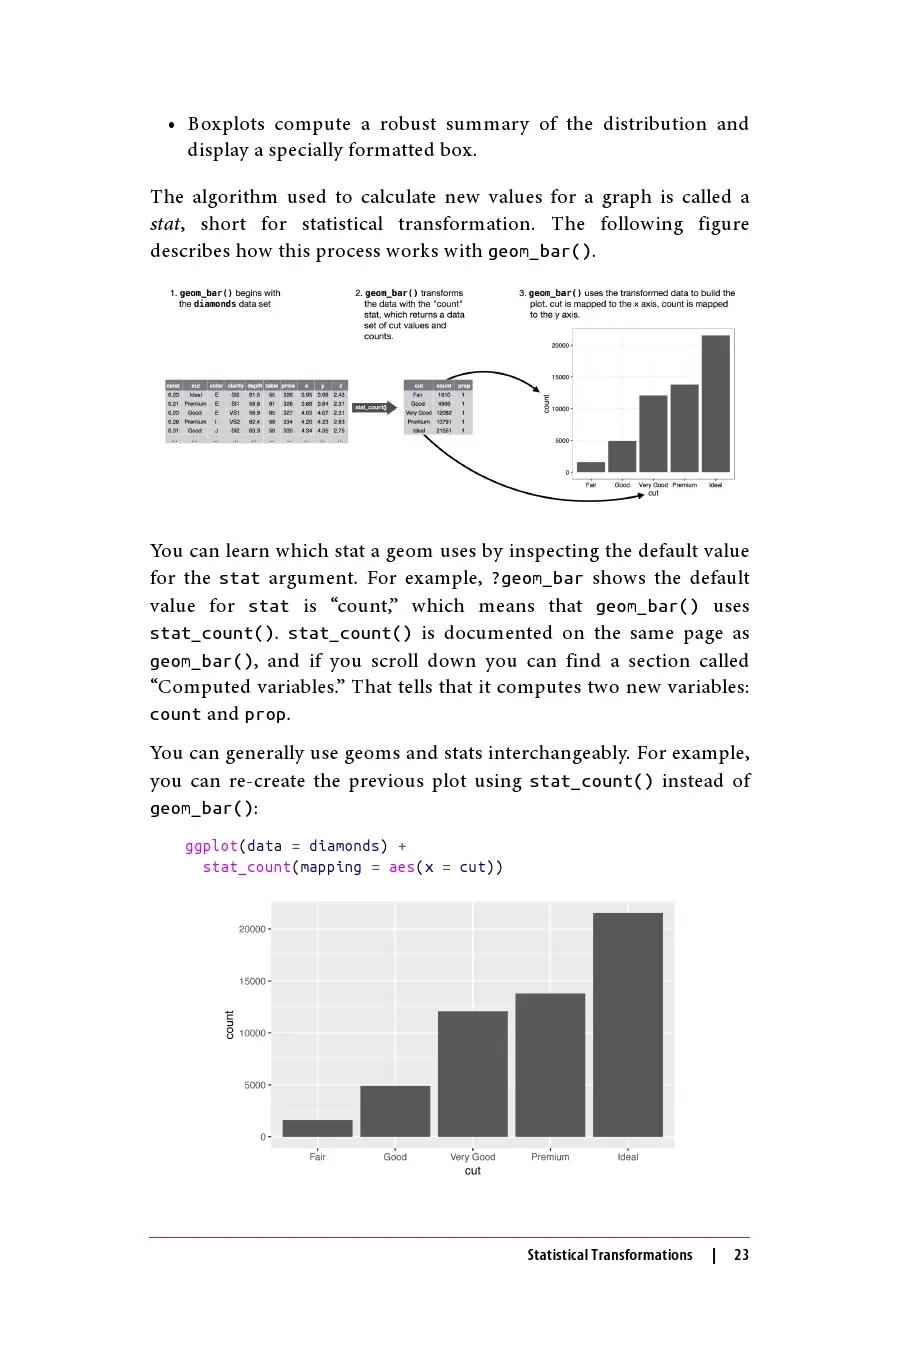 • Boxplots compute a robust summary of the distribution and
display a specially formatted box.
The algorithm used to calculate new values for a graph is called a
stat, short for statistical transformation. The following figure
describes how this process works with geom_bar().
1. geom_bar() begins with
the diamonds data set
2. geom_bar() transforms
the data with the "count"
stat, which returns a data
set of cut values and
counts.
3. geom_bar() uses the transformed data to build the
plot. cut is mapped to the x axis, count is mapped
to the y axis.
carat cut color clarity depth table price x y z
0.23 Ideal E SI2 61.5 55 326 3.95 3.98 2.43
0.21 Premium E SI1 59.8 61 326 3.89 3.84 2.31
0.23 Good E VS1 56.9 65 327 4.05 4.07 2.31
0.29 Premium I VS2 62.4 58 334 4.20 4.23 2.63
0.31 Good J SI2 63.3 58 335 4.34 4.35 2.75
... ... ... ... ... ... ... ... ... ...
stat_count()
cut count prop
Fair 1610 1
Good 4906 1
Very Good 12082 1
Premium 13791 1
Ideal 21551 1
20000
15000
10000
5000
0
count
Fair Good Very Good Premium Ideal
cut
You can learn which stat a geom uses by inspecting the default value
for the stat argument. For example, ?geom_bar shows the default
value for stat is “count,” which means that geom_bar() uses
stat_count(). stat_count() is documented on the same page as
geom_bar(), and if you scroll down you can find a section called
“Computed variables.” That tells that it computes two new variables:
count and prop.
You can generally use geoms and stats interchangeably. For example,
you can re-create the previous plot using stat_count() instead of
geom_bar():
ggplot(data = diamonds) +
stat_count(mapping = aes(x = cut))
20000
15000
10000
5000
0
count
Fair Good Very Good Premium Ideal
cut
Statistical Transformations | 23